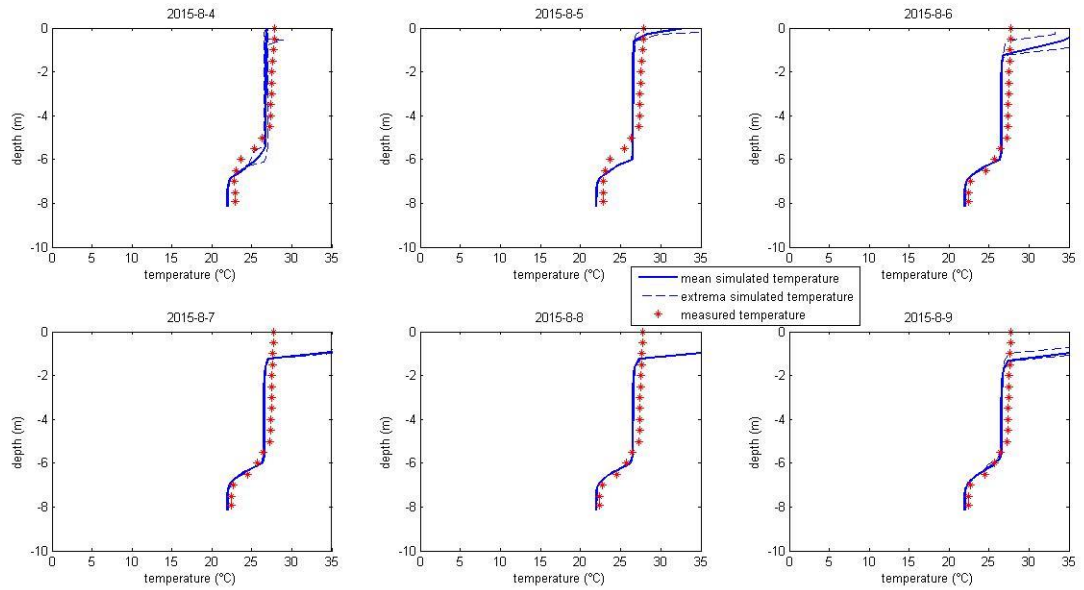 2015-8-4
2015-8-5
2015-8-6
0
-2
-4
-6
-8
-10
depth (m)
0 5 10 15 20 25 30 35
temperature (°C)
0
-2
-4
-6
-8
-10
depth (m)
0 5 10 15 20 25 30 35
temperature (°C)
0
-2
-4
-6
-8
-10
depth (m)
0 5 10 15 20 25 30 35
temperature (°C)
mean simulated temperature
extrema simulated temperature
measured temperature
2015-8-7
2015-8-8
2015-8-9
0
-2
-4
-6
-8
-10
depth (m)
0 5 10 15 20 25 30 35
temperature (°C)
0
-2
-4
-6
-8
-10
depth (m)
0 5 10 15 20 25 30 35
temperature (°C)
0
-2
-4
-6
-8
-10
depth (m)
0 5 10 15 20 25 30 35
temperature (°C)